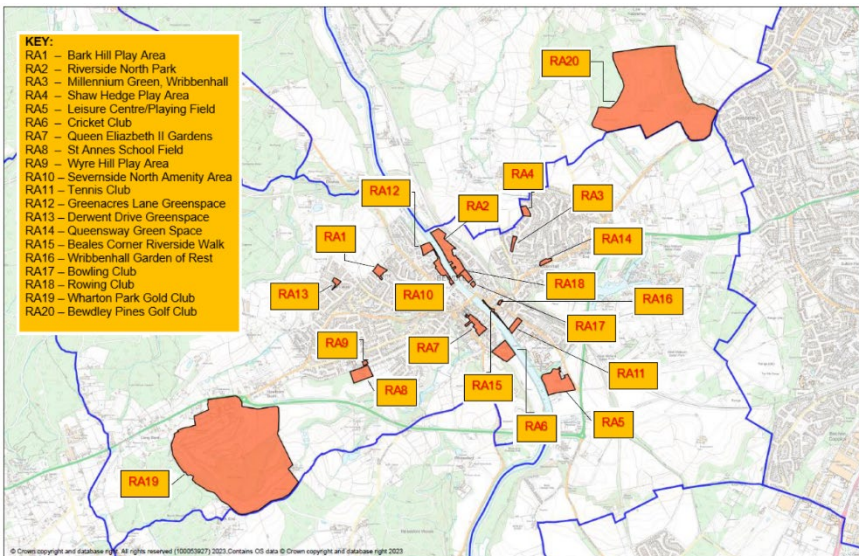 KEY:
RA1 – Bark Hill Play Area
RA2 – Riverside North Park
RA3 – Millennium Green, Wribbenhall
RA4 – Shaw Hedge Play Area
RA5 – Leisure Centre/Playing Field
RA6 – Cricket Club
RA7 – Queen Eliazbeth II Gardens
RA8 – St Annes School Field
RA9 – Wyre Hill Play Area
RA10 – Severnside North Amenity Area
RA11 – Tennis Club
RA12 – Greenacres Lane Greenspace
RA13 – Derwent Drive Greenspace
RA14 – Queensway Green Space
RA15 – Beales Corner Riverside Walk
RA16 – Wribbenhall Garden of Rest
RA17 – Bowling Club
RA18 – Rowing Club
RA19 – Wharton Park Gold Club
RA20 – Bewdley Pines Golf Club
RA20
RA4
RA12
RA2
RA3
RA1
RA14
RA18
RA13
RA10
RA16
RA17
RA9
RA7
RA11
RA8
RA15
RA5
RA6
RA19
© Crown copyright and database right. All rights reserved (100053927) 2023.Contains OS data © Crown copyright and database right 2023